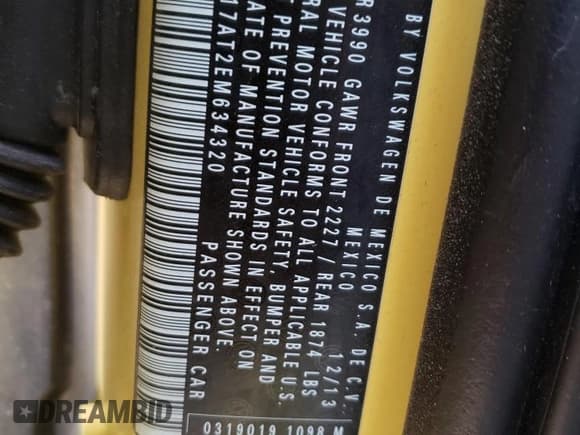 BY VOLKSWAGEN DE MEXICO S.A. DE C.V.
MEXICO 12/13
R3990 GAWR FRONT 2227 / REAR 1874 LBS
VEHICLE CONFORMS TO ALL APPLICABLE U.S.
RAL MOTOR VEHICLE SAFETY, BUMPER AND
T PREVENTION STANDARDS IN EFFECT ON
ATE OF MANUFACTURE SHOWN ABOVE.
17AT2EM634320 PASSENGER CAR
0319019 1098 M
DREAMBID